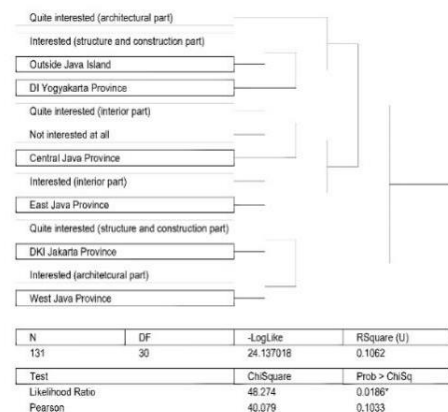 Quite interested (architectural part)
Interested (structure and construction part)
Outside Java Island
DI Yogyakarta Province
Quite interested (interior part)
Not interested at all
Central Java Province
Interested (interior part)
East Java Province
Quite interested (structure and construction part)
DKI Jakarta Province
Interested (architetcural part)
West Java Province
N DF -LogLike RSquare (U)
131 30 24.137018 0.1062
Test ChiSquare Prob > ChiSq
Likelihood Ratio 48.274 0.0186*
Pearson 40.079 0.1033